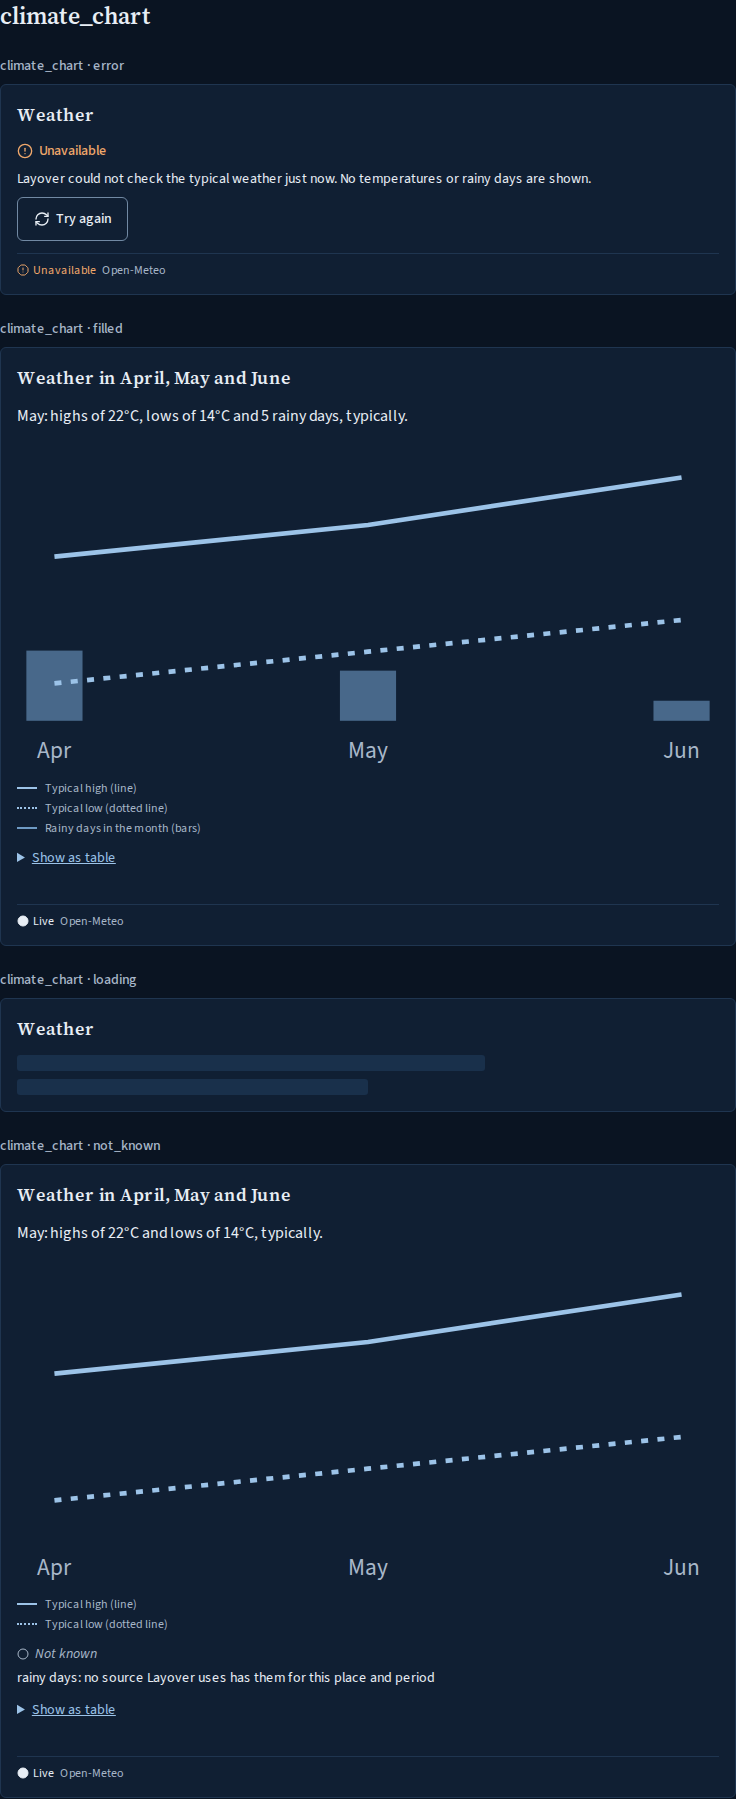 climate_chart
climate_chart · error
Weather
Unavailable
Layover could not check the typical weather just now. No temperatures or rainy days are shown.
Try again
Unavailable Open-Meteo
climate_chart · filled
Weather in April, May and June
May: highs of 22°C, lows of 14°C and 5 rainy days, typically.
Apr May Jun
Typical high (line)
Typical low (dotted line)
Rainy days in the month (bars)
Show as table
Live Open-Meteo
climate_chart · loading
Weather
climate_chart · not_known
Weather in April, May and June
May: highs of 22°C and lows of 14°C, typically.
Apr May Jun
Typical high (line)
Typical low (dotted line)
Not known
rainy days: no source Layover uses has them for this place and period
Show as table
Live Open-Meteo